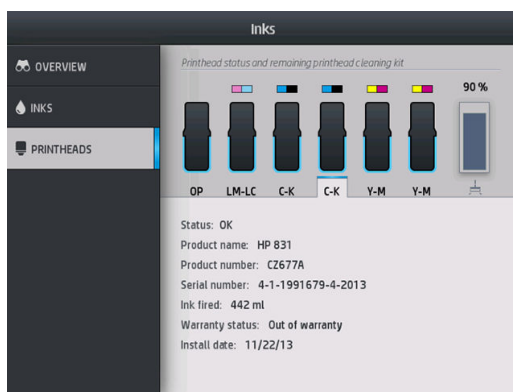 Inks
OVERVIEW
INKS
PRINTHEADS
Printhead status and remaining printhead cleaning kit
90 %
OP LM-LC C-K C-K Y-M Y-M
Status: OK
Product name: HP 831
Product number: CZ677A
Serial number: 4-1-1991679-4-2013
Ink fired: 442 ml
Warranty status: Out of warranty
Install date: 11/22/13